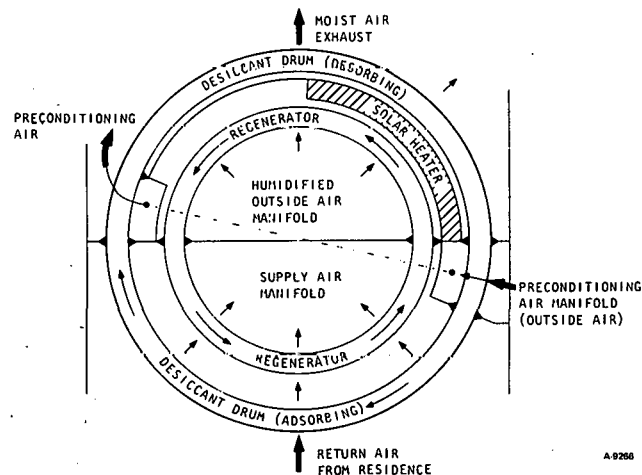 MOIST AIR
EXHAUST
DESILCANT DRUM (DESORBING)
PRECONDITIONING
AIR
SOLAR HEATER
REGENERATOR
HUMIDIFIED
OUTSIDE AIR
MANIFOLD
SUPPLY AIR
MANIFOLD
PRECONDITIONING
AIR MANIFOLD
(OUTSIDE AIR)
REGENERATOR
DESICCANT DRUM (ADSORBING)
RETURN AIR
FROM RESIDENCE
A-9266